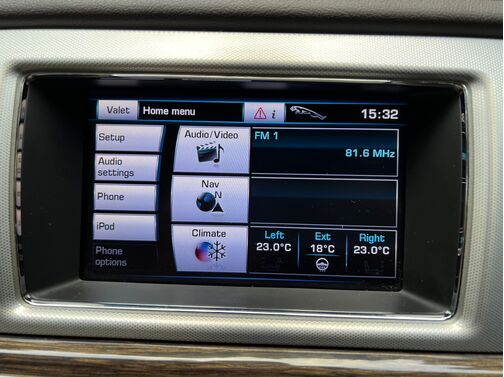 Valet
Home menu
i
15:32
Setup
Audio
settings
Phone
iPod
Phone
options
Audio/Video
Nav
N
Climate
FM 1
81.6 MHz
Left
23.0°C
Ext
18°C
Right
23.0°C